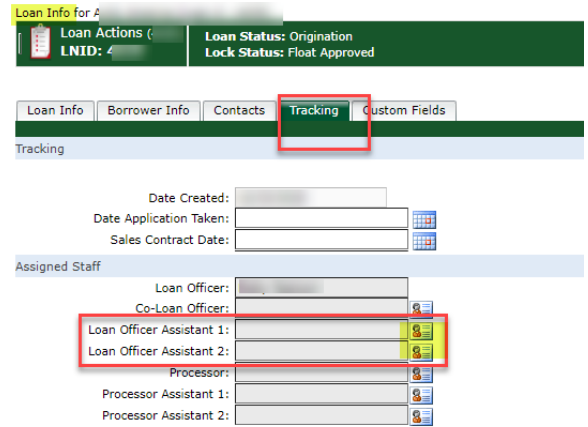 Loan Info for A
Loan Actions (
LNID: 4
Loan Status: Origination
Lock Status: Float Approved
Loan Info Borrower Info Contacts Tracking Custom Fields
Tracking
Date Created:
Date Application Taken:
Sales Contract Date:
Assigned Staff
Loan Officer:
Co-Loan Officer:
Loan Officer Assistant 1:
Loan Officer Assistant 2:
Processor:
Processor Assistant 1:
Processor Assistant 2: